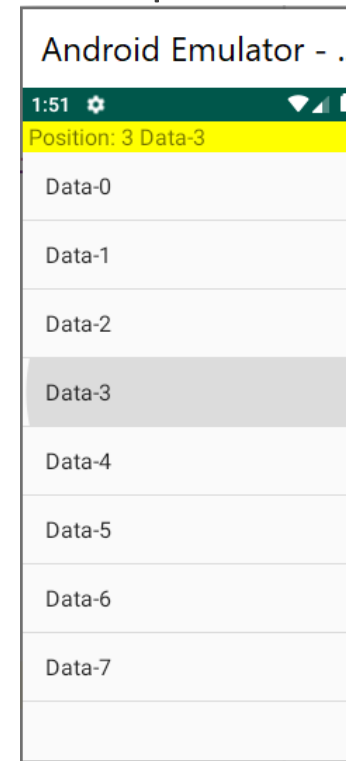 Android Emulator - .
1:51
Position: 3 Data-3
Data-0
Data-1
Data-2
Data-3
Data-4
Data-5
Data-6
Data-7